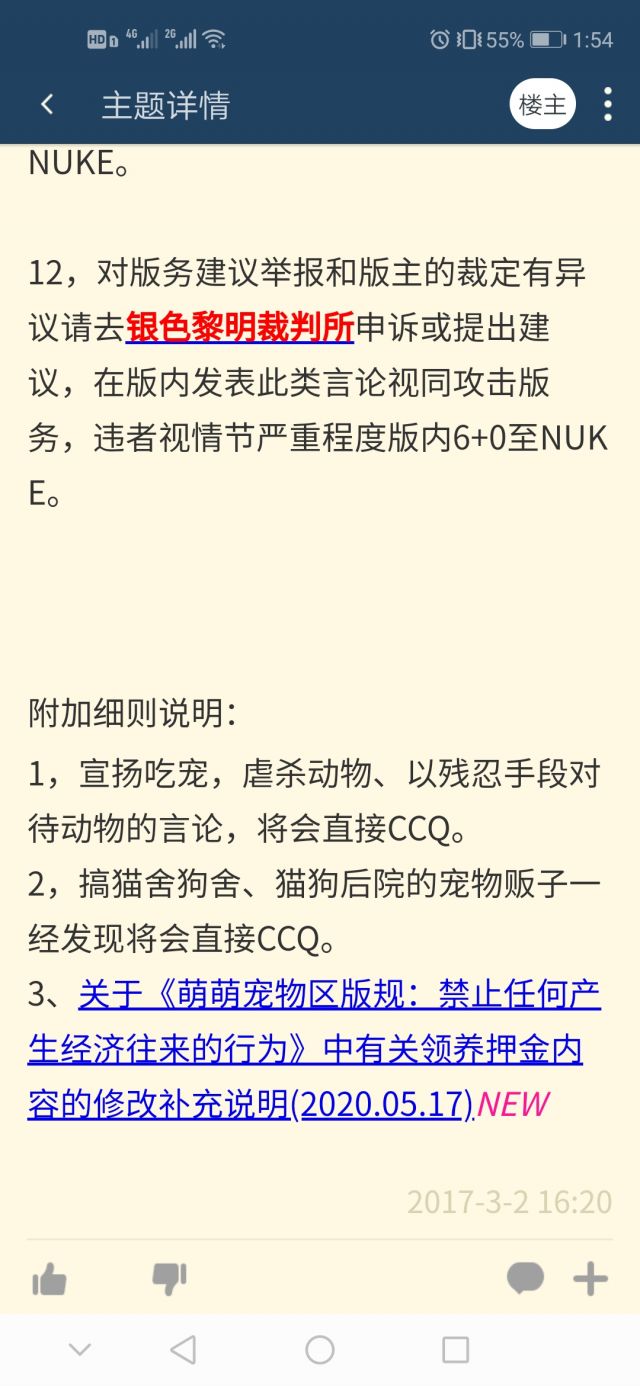 HD 1 4G 2G 55% 1:54
主题详情 楼主
NUKE。
12，对版务建议举报和版主的裁定有异
议请去银色黎明裁判所申诉或提出建
议，在版内发表此类言论视同攻击版
务，违者视情节严重程度版内6+0至NUK
E。
附加细则说明：
1，宣扬吃宠，虐杀动物、以残忍手段对
待动物的言论，将会直接CCQ。
2，搞猫舍狗舍、猫狗后院的宠物贩子一
经发现将会直接CCQ。
3、关于《萌萌宠物区版规：禁止任何产
生经济往来的行为》中有关领养押金内
容的修改补充说明(2020.05.17)NEW
2017-3-2 16:20